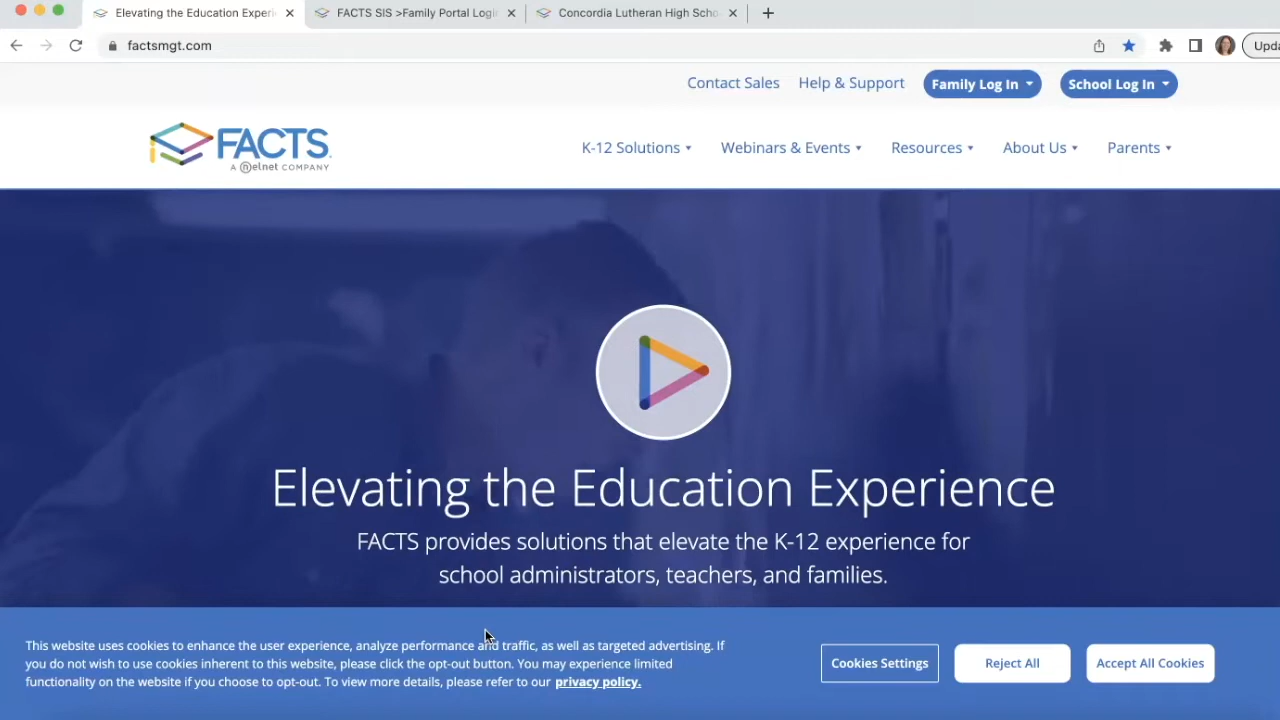 Elevating the Education Experi
FACTS SIS >Family Portal Logi
Concordia Lutheran High Scho
factsmgt.com
Upda
Contact Sales
Help & Support
Family Log In
School Log In
FACTS
A nelnet COMPANY
K-12 Solutions
Webinars & Events
Resources
About Us
Parents
Elevating the Education Experience
FACTS provides solutions that elevate the K-12 experience for
school administrators, teachers, and families.
This website uses cookies to enhance the user experience, analyze performance and traffic, as well as targeted advertising. If
you do not wish to use cookies inherent to this website, please click the opt-out button. You may experience limited
functionality on the website if you choose to opt-out. To view more details, please refer to our privacy policy.
Cookies Settings
Reject All
Accept All Cookies